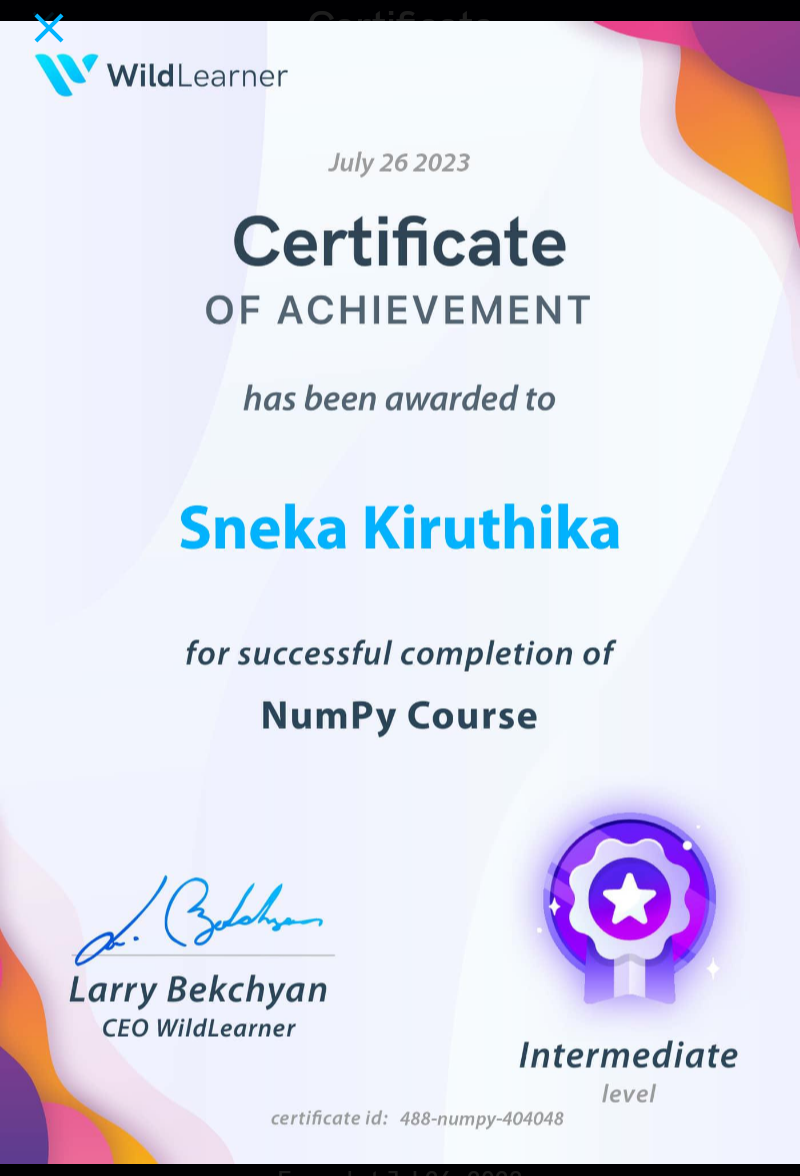 Certificate
WildLearner
July 26 2023
Certificate
OF ACHIEVEMENT
has been awarded to
Sneka Kiruthika
for successful completion of
NumPy Course
Larry Bekchyan
CEO WildLearner
Intermediate
level
certificate id: 488-numpy-404048